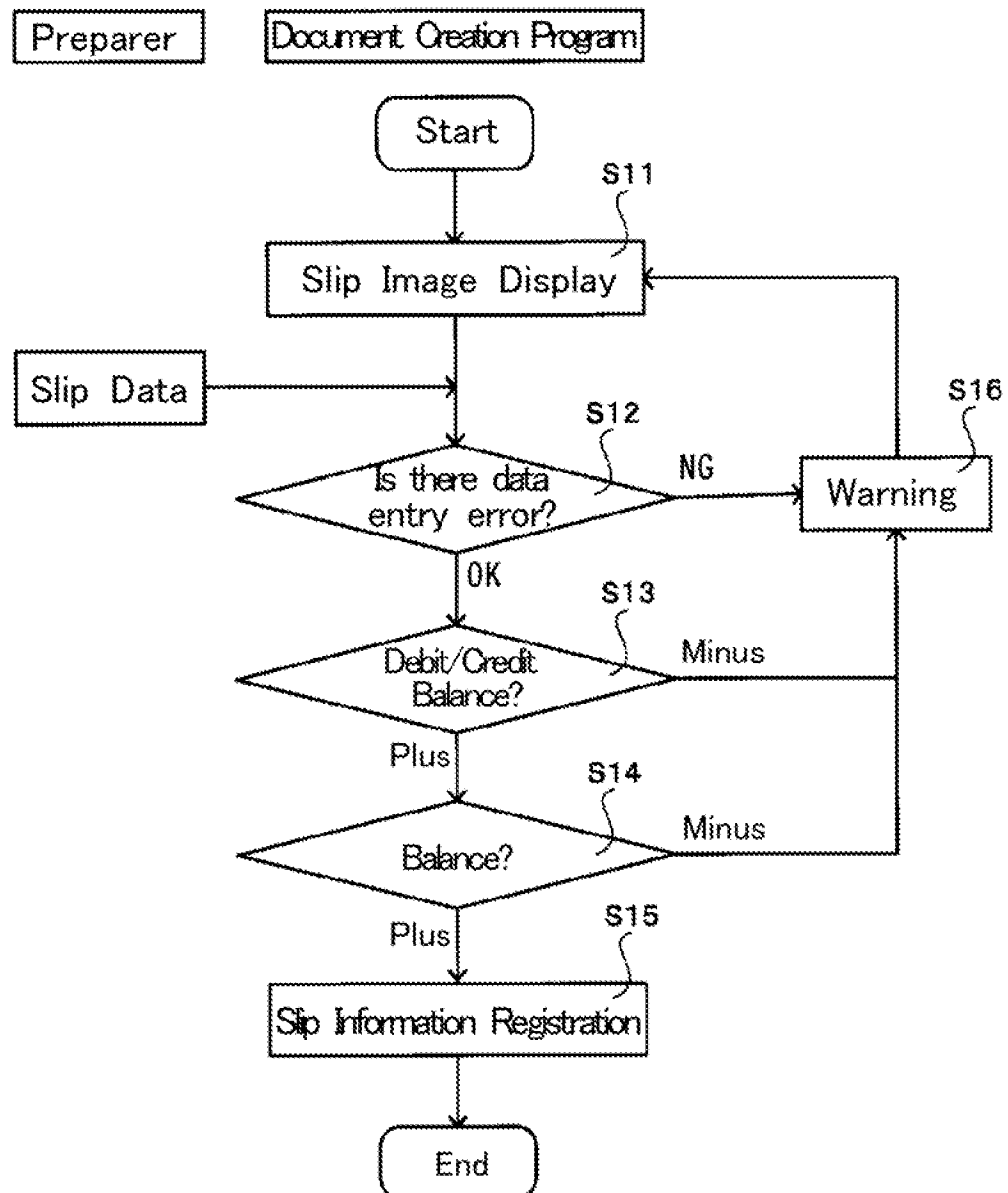 Preparer
Document Creation Program
Start
S11
Slip Image Display
Slip Data
S16
S12
Is there data
entry error?
NG
Warning
OK
S13
Debit/Credit
Balance?
Minus
Plus
S14
Balance?
Minus
Plus
S15
Slip Information Registration
End